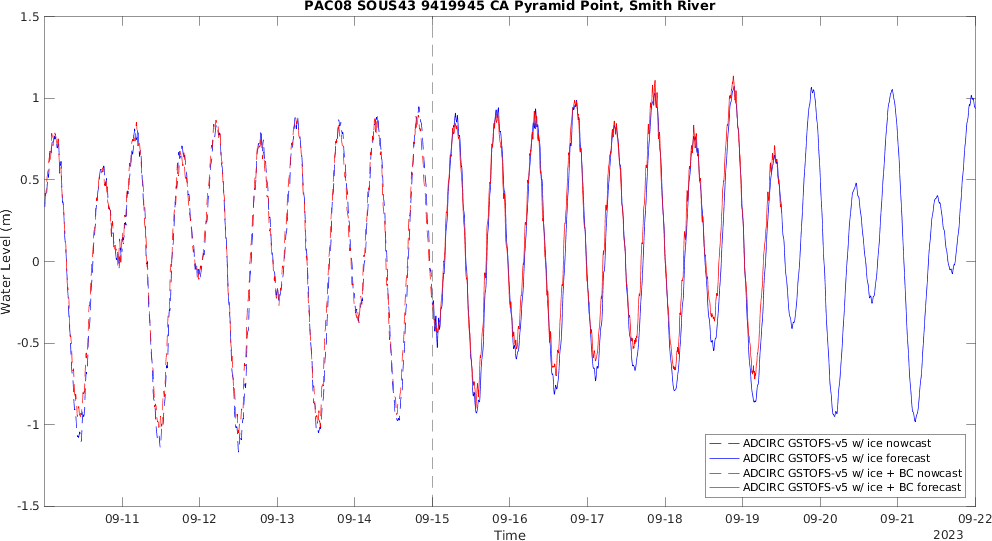 PAC08 SOUS43 9419945 CA Pyramid Point, Smith River
1.5
1
0.5
0
-0.5
-1
-1.5
Water Level (m)
09-11 09-12 09-13 09-14 09-15 09-16 09-17 09-18 09-19 09-20 09-21 09-22
Time
2023
ADCIRC GSTOFS-v5 w/ ice nowcast
ADCIRC GSTOFS-v5 w/ ice forecast
ADCIRC GSTOFS-v5 w/ ice + BC nowcast
ADCIRC GSTOFS-v5 w/ ice + BC forecast